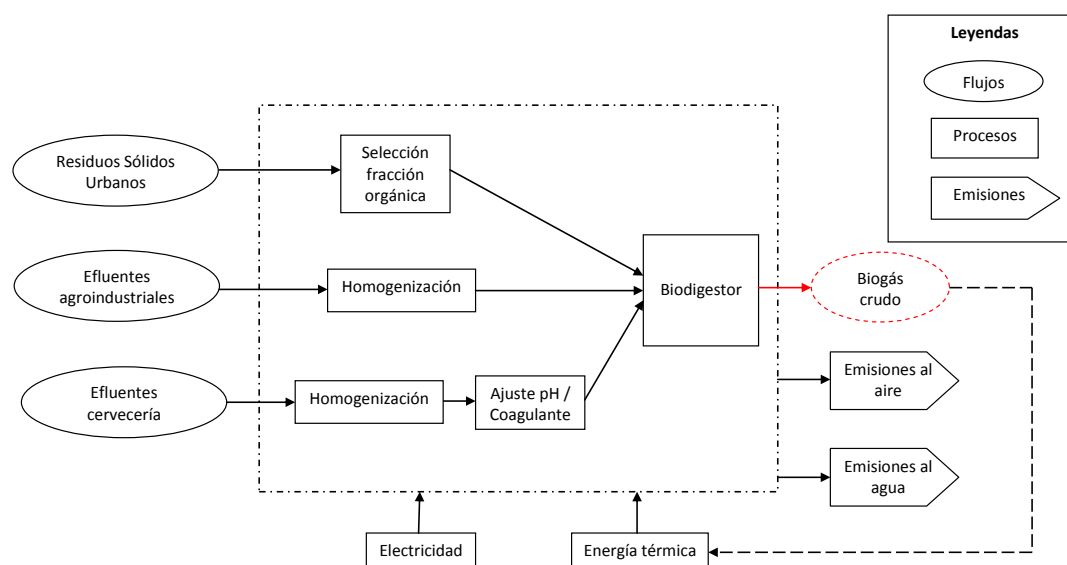 Leyendas
Flujos
Procesos
Emisiones
Residuos Sólidos
Urbanos
Selección
fracción
orgánica
Efluentes
agroindustriales
Homogenización
Biodigestor
Biogás
crudo
Efluentes
cervecería
Homogenización
Ajuste pH /
Coagulante
Emisiones al
aire
Emisiones al
agua
Electricidad
Energía térmica